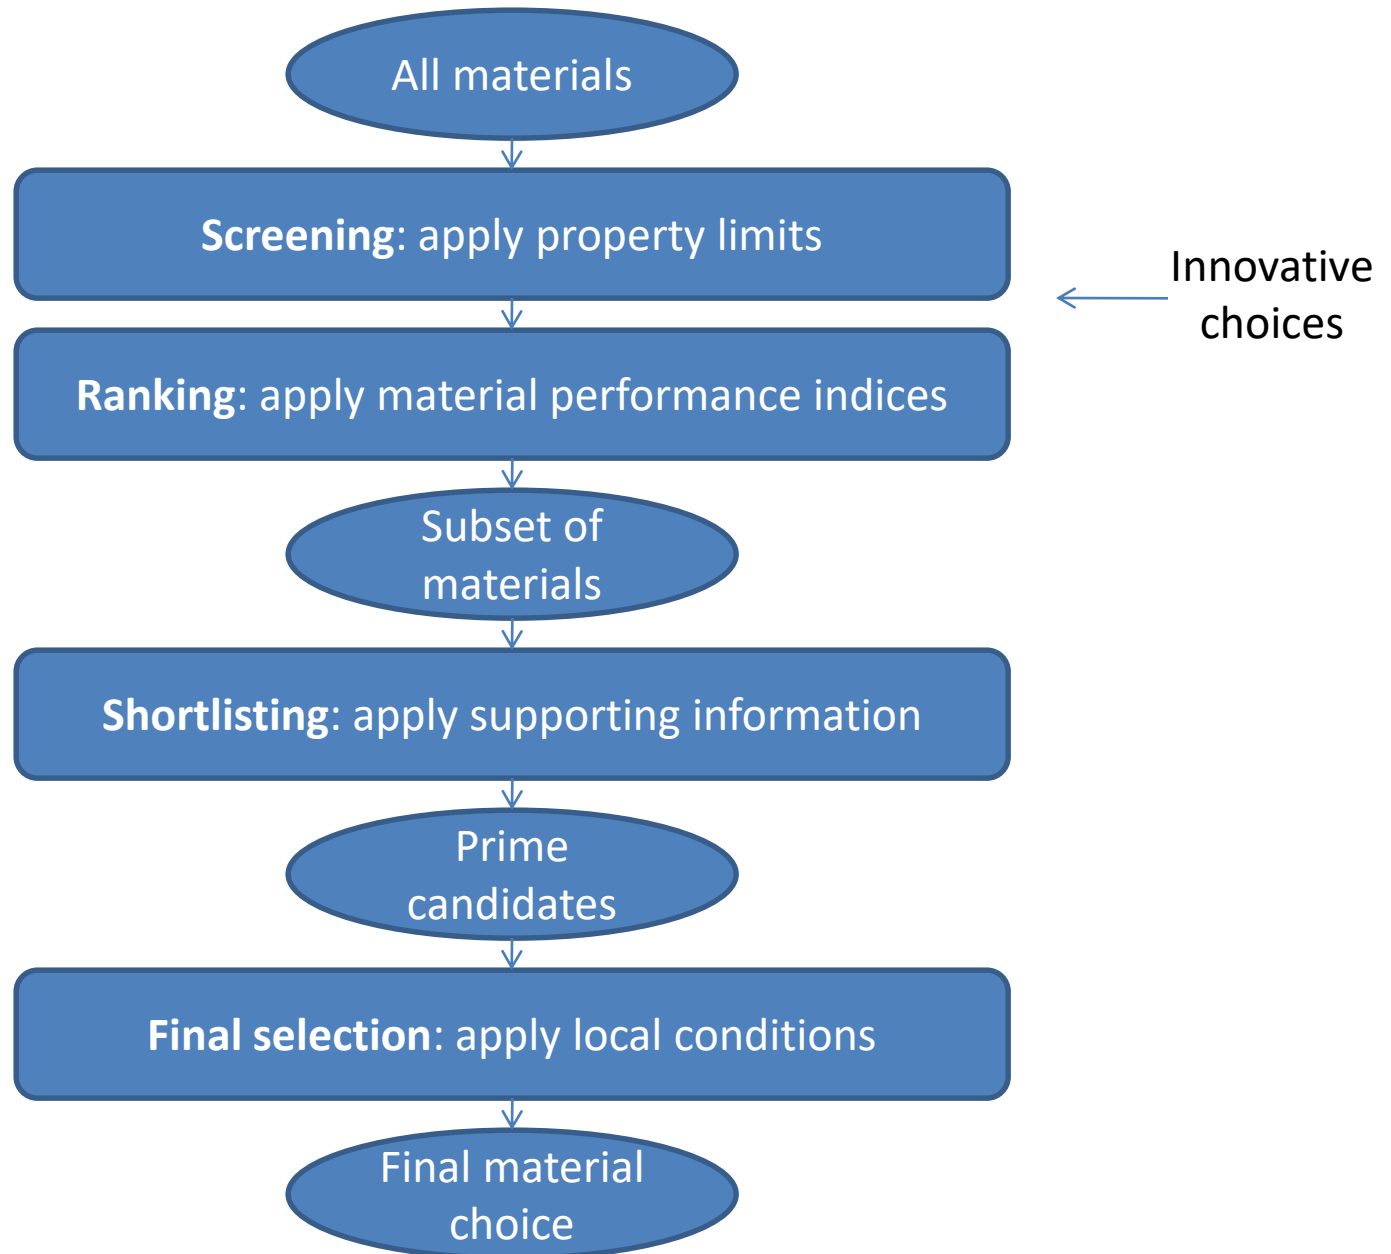 All materials
Screening: apply property limits
Innovative
choices
Ranking: apply material performance indices
Subset of
materials
Shortlisting: apply supporting information
Prime
candidates
Final selection: apply local conditions
Final material
choice